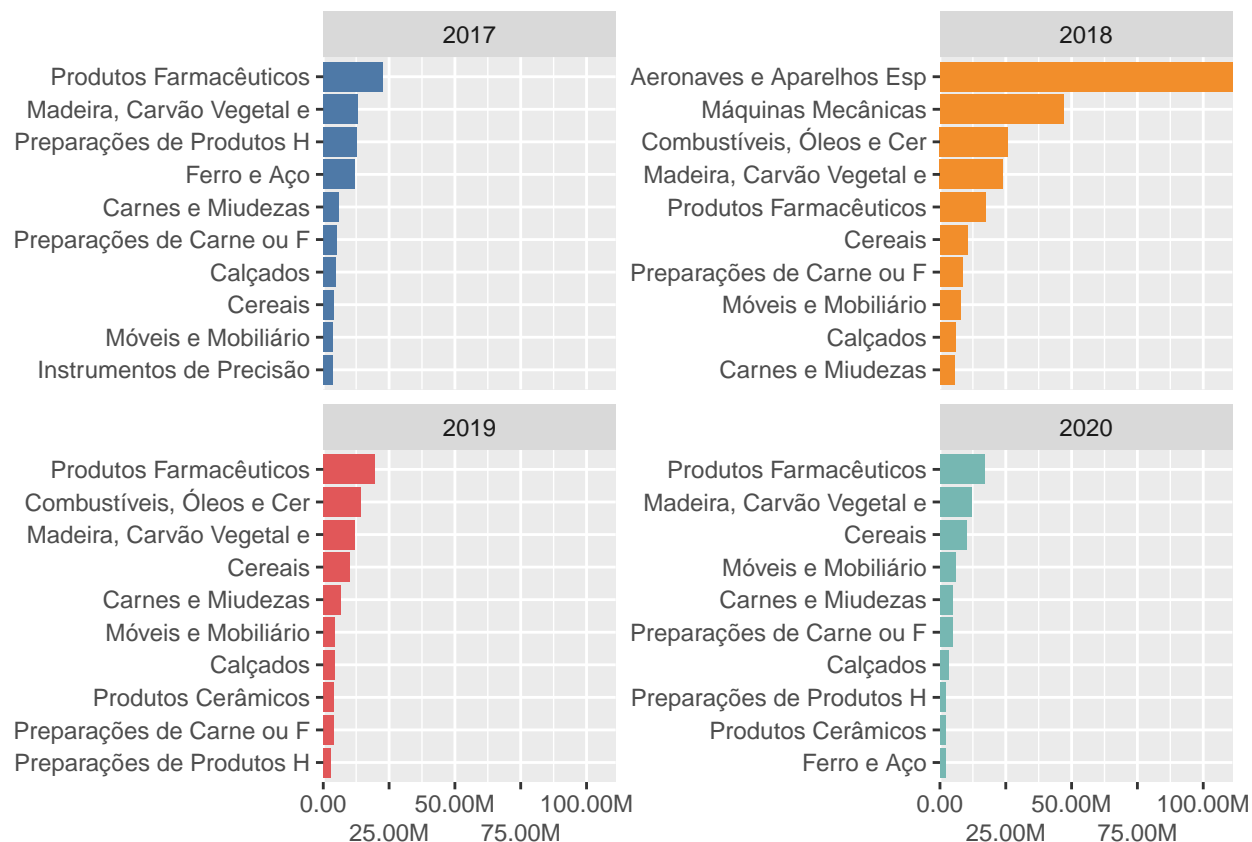 2017
Produtos Farmacêuticos
Madeira, Carvão Vegetal e
Preparações de Produtos H
Ferro e Aço
Carnes e Miudezas
Preparações de Carne ou F
Calçados
Cereais
Móveis e Mobiliário
Instrumentos de Precisão
2018
Aeronaves e Aparelhos Esp
Máquinas Mecânicas
Combustíveis, Óleos e Cer
Madeira, Carvão Vegetal e
Produtos Farmacêuticos
Cereais
Preparações de Carne ou F
Móveis e Mobiliário
Calçados
Carnes e Miudezas
2019
Produtos Farmacêuticos
Combustíveis, Óleos e Cer
Madeira, Carvão Vegetal e
Cereais
Carnes e Miudezas
Móveis e Mobiliário
Calçados
Produtos Cerâmicos
Preparações de Carne ou F
Preparações de Produtos H
0.00 50.00M 100.00M
25.00M 75.00M
2020
Produtos Farmacêuticos
Madeira, Carvão Vegetal e
Cereais
Móveis e Mobiliário
Carnes e Miudezas
Preparações de Carne ou F
Calçados
Preparações de Produtos H
Produtos Cerâmicos
Ferro e Aço
0.00 50.00M 100.00M
25.00M 75.00M